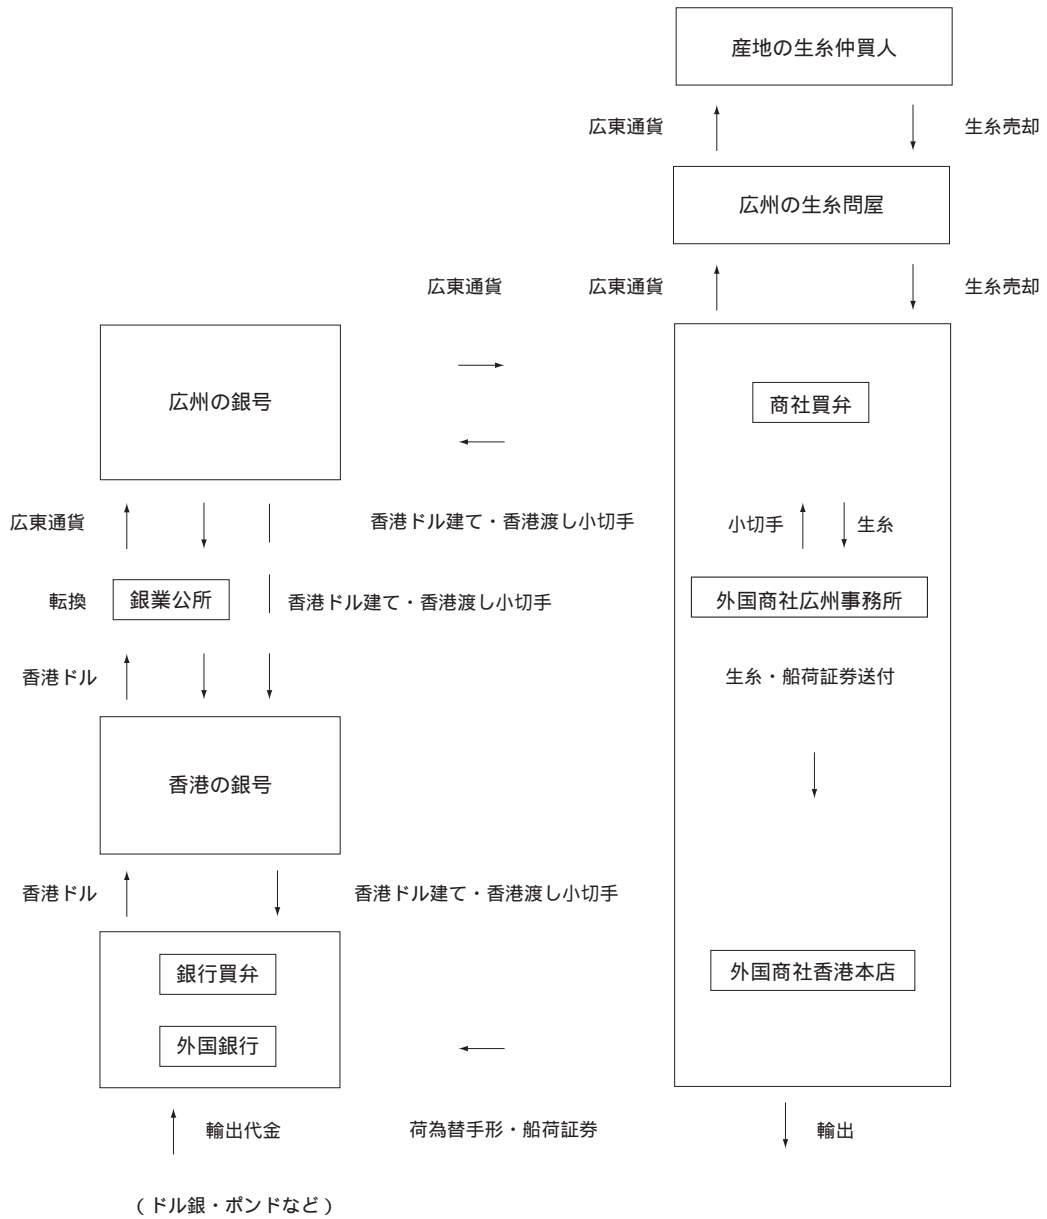 産地の生糸仲買人
広東通貨
生糸売却
広州の生糸問屋
広東通貨
広東通貨
生糸売却
広州の銀号
商社買弁
広東通貨
香港ドル建て・香港渡し小切手
小切手
生糸
転換
銀業公所
香港ドル建て・香港渡し小切手
外国商社広州事務所
香港ドル
生糸・船荷証券送付
香港の銀号
香港ドル
香港ドル建て・香港渡し小切手
銀行買弁
外国商社香港本店
外国銀行
輸出代金
荷為替手形・船荷証券
輸出
(ドル銀・ポンドなど)